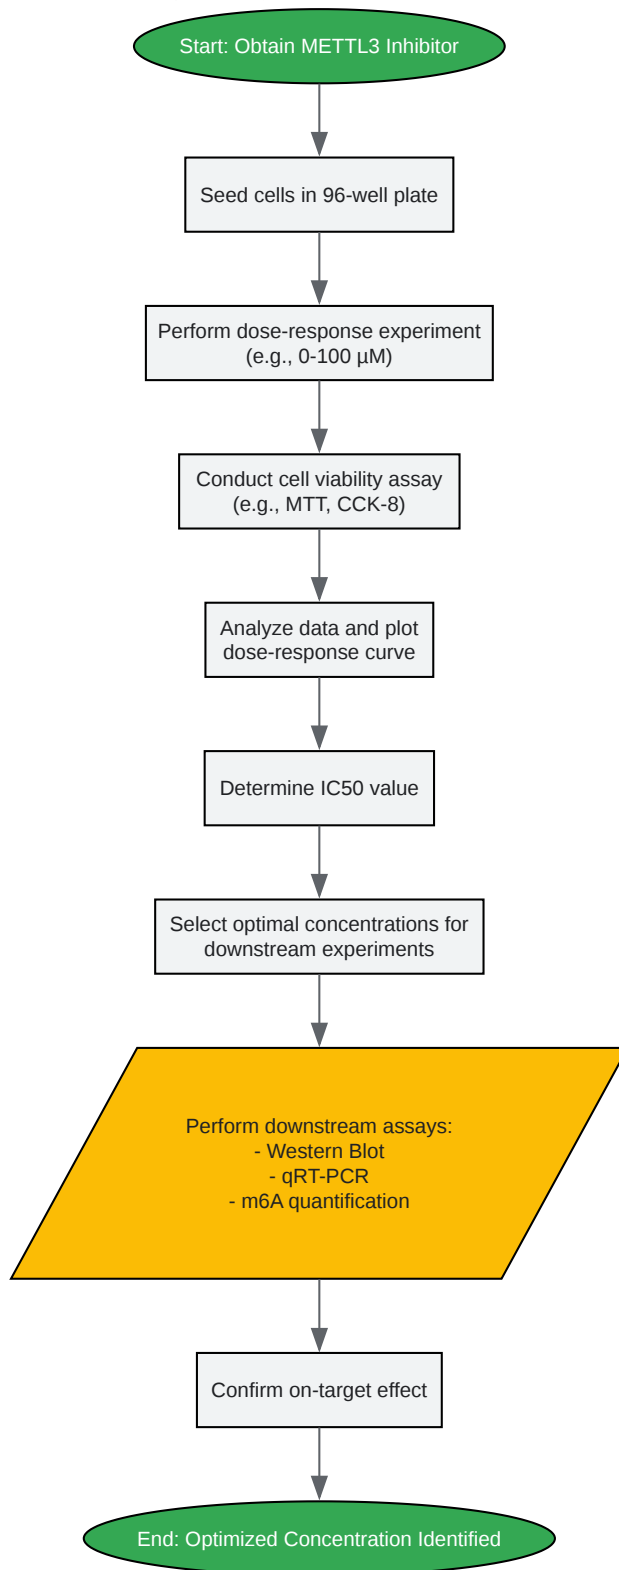 Start: Obtain METTL3 Inhibitor
Seed cells in 96-well plate
Perform dose-response experiment
(e.g., 0-100 µM)
Conduct cell viability assay
(e.g., MTT, CCK-8)
Analyze data and plot
dose-response curve
Determine IC50 value
Select optimal concentrations for
downstream experiments
Perform downstream assays:
- Western Blot
- qRT-PCR
- m6A quantification
Confirm on-target effect
End: Optimized Concentration Identified